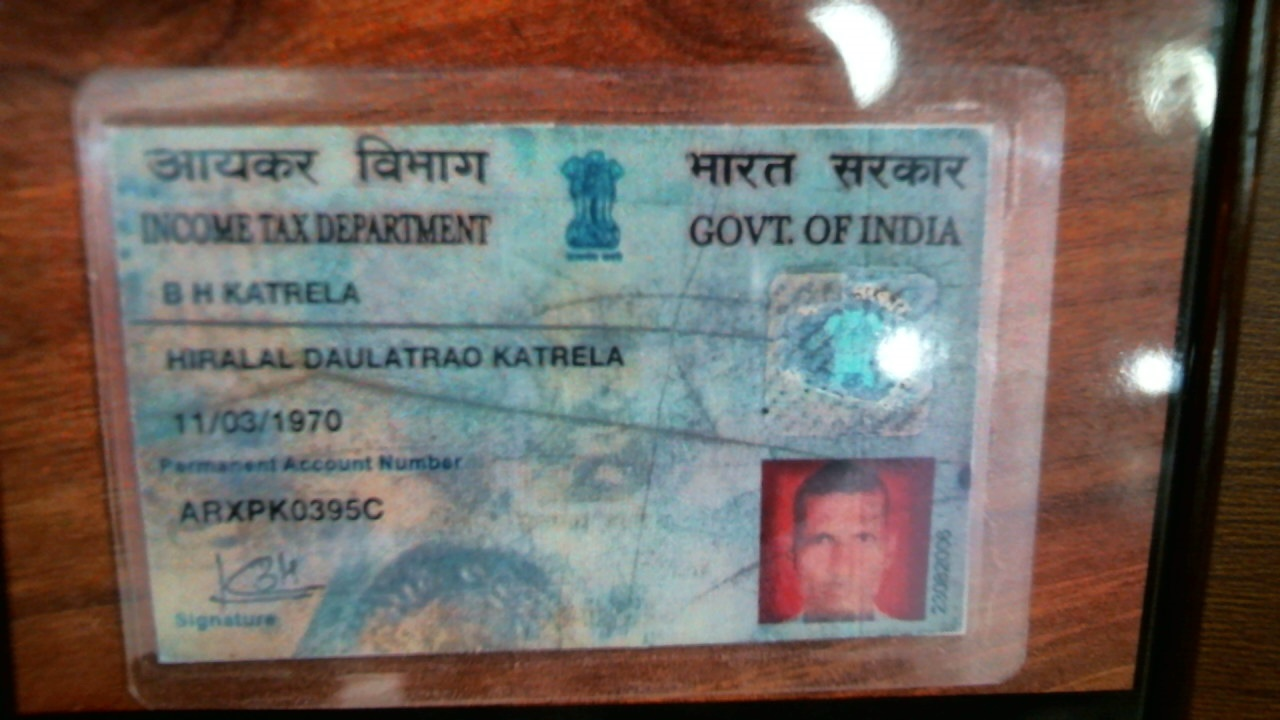 आयकर विभाग
INCOME TAX DEPARTMENT
भारत सरकार
GOVT. OF INDIA
B H KATRELA
HIRALAL DAULATRAO KATRELA
11/03/1970
Permanent Account Number
ARXPK0395C
Signature